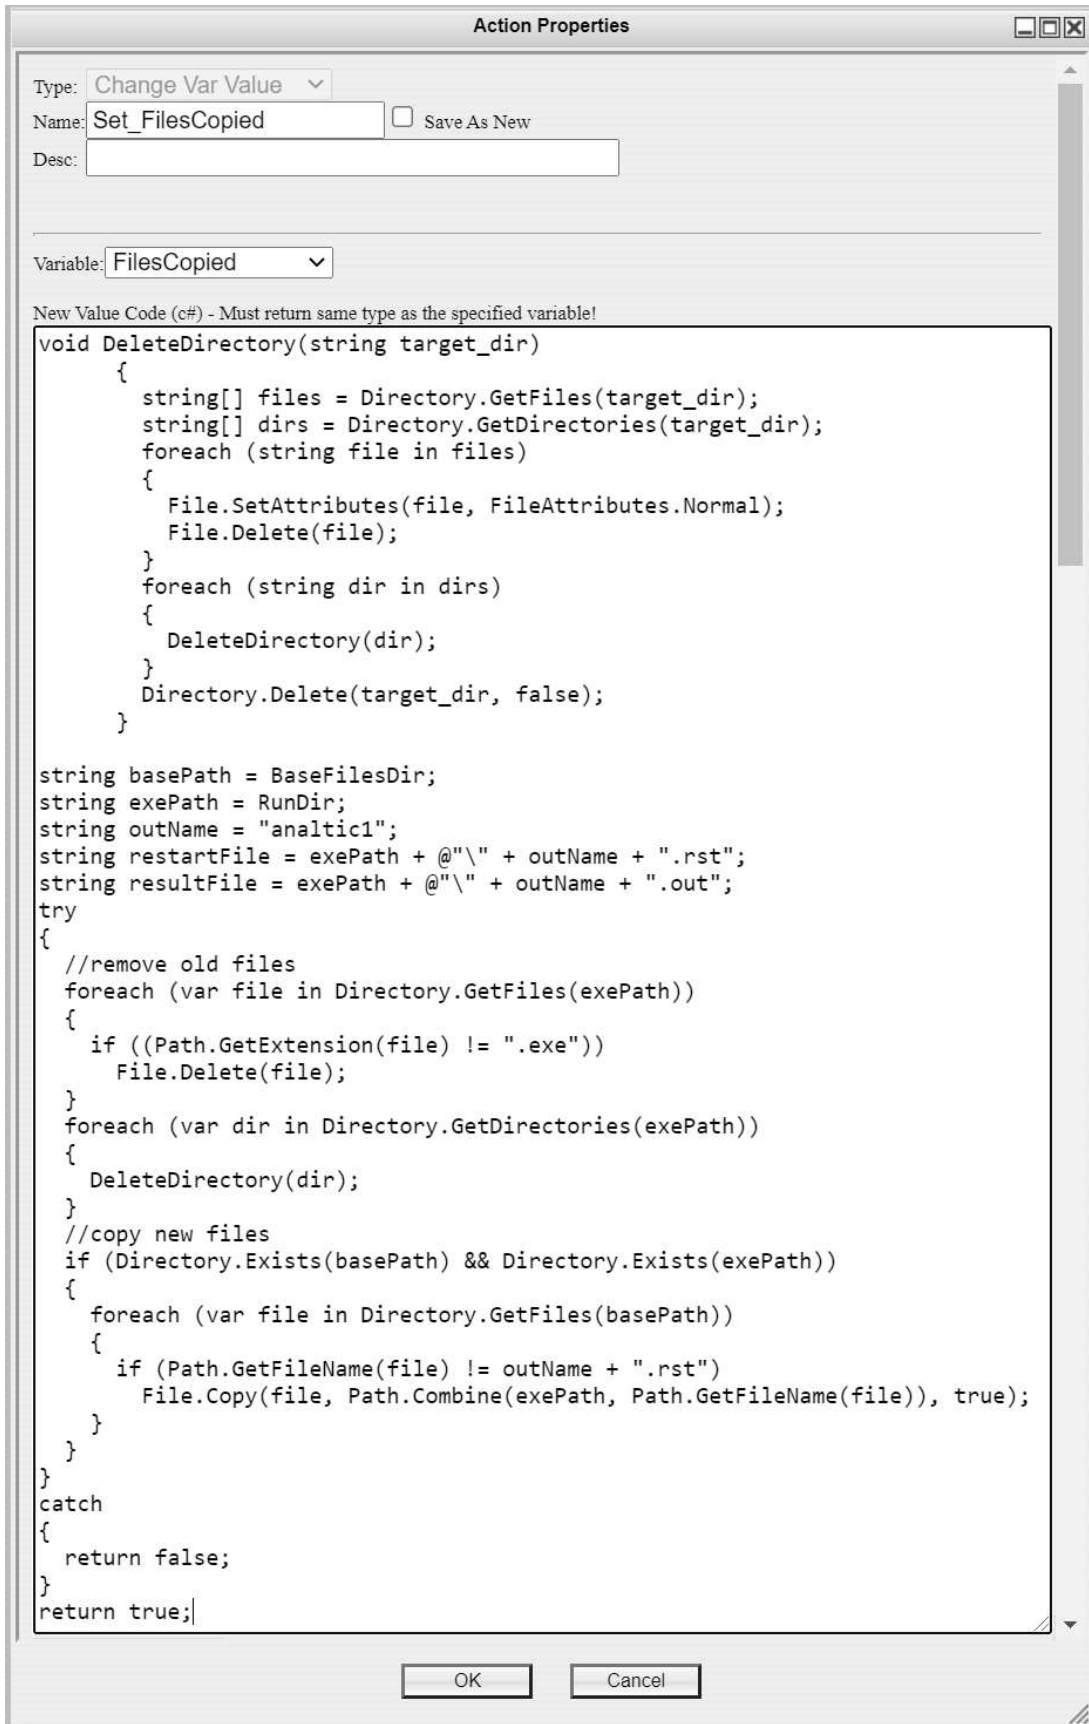 Action Properties
Type: Change Var Value
Name: Set_FilesCopied Save As New
Desc:
Variable: FilesCopied
New Value Code (c#) - Must return same type as the specified variable!
void DeleteDirectory(string target_dir)
{
string[] files = Directory.GetFiles(target_dir);
string[] dirs = Directory.GetDirectories(target_dir);
foreach (string file in files)
{
File.SetAttributes(file, FileAttributes.Normal);
File.Delete(file);
}
foreach (string dir in dirs)
{
DeleteDirectory(dir);
}
Directory.Delete(target_dir, false);
}
string basePath = BaseFilesDir;
string exePath = RunDir;
string outName = "analtic1";
string restartFile = exePath + @"\" + outName + ".rst";
string resultFile = exePath + @"\" + outName + ".out";
try
{
//remove old files
foreach (var file in Directory.GetFiles(exePath))
{
if ((Path.GetExtension(file) != ".exe"))
File.Delete(file);
}
foreach (var dir in Directory.GetDirectories(exePath))
{
DeleteDirectory(dir);
}
//copy new files
if (Directory.Exists(basePath) && Directory.Exists(exePath))
{
foreach (var file in Directory.GetFiles(basePath))
{
if (Path.GetFileName(file) != outName + ".rst")
File.Copy(file, Path.Combine(exePath, Path.GetFileName(file)), true);
}
}
}
catch
{
return false;
}
return true;
OK Cancel